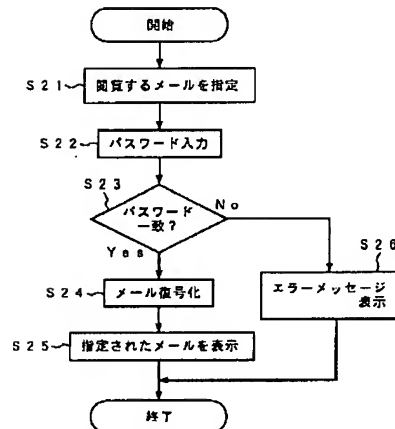 開始
S21 閲覧するメールを指定
S22 パスワード入力
S23
パスワード
一致?
No
Yes
S26
S24 メール復号化
エラーメッセージ
表示
S25 指定されたメールを表示
終了